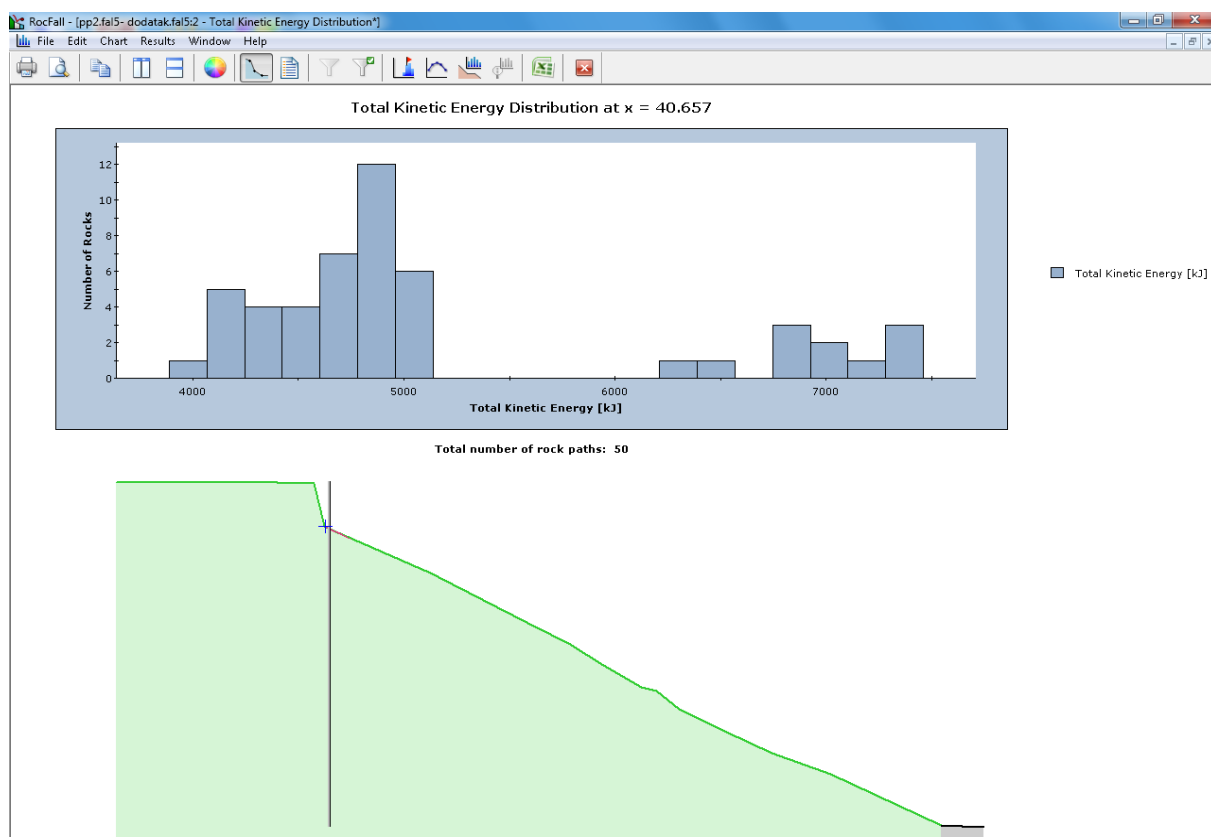 RocFall - [pp2.fal5- dodatak.fal5:2 - Total Kinetic Energy Distribution*]
File Edit Chart Results Window Help
Total Kinetic Energy Distribution at x = 40.657
12
10
8
6
4
2
0
Number of Rocks
4000 5000 6000 7000
Total Kinetic Energy [kJ]
Total Kinetic Energy [kJ]
Total number of rock paths: 50